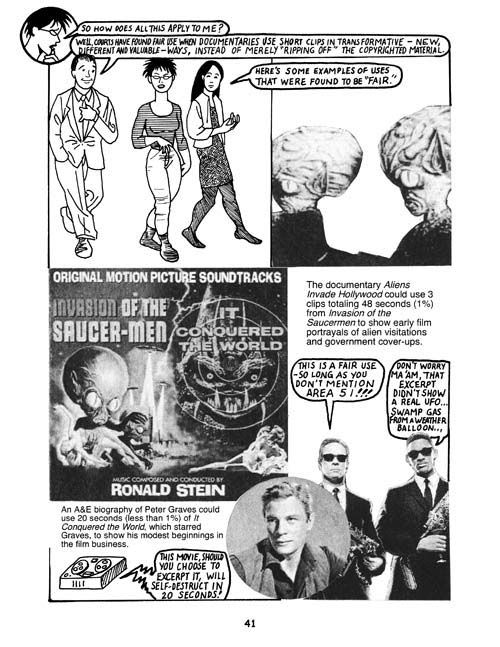 SO HOW DOES ALL THIS APPLY TO ME?
WELL, COURTS HAVE FOUND FAIR USE WHEN DOCUMENTARIES USE SHORT CLIPS IN TRANSFORMATIVE - NEW,
DIFFERENT AND VALUABLE - WAYS, INSTEAD OF MERELY "RIPPING OFF" THE COPYRIGHTED MATERIAL.
HERE'S SOME EXAMPLES OF USES
THAT WERE FOUND TO BE "FAIR."
ORIGINAL MOTION PICTURE SOUNDTRACKS
INVASION OF THE
SAUCER-MEN
IT
CONQUERED
THE WORLD
MUSIC COMPOSED AND CONDUCTED BY
RONALD STEIN
The documentary Aliens
Invade Hollywood could use 3
clips totaling 48 seconds (1%)
from Invasion of the
Saucermen to show early film
portrayals of alien visitations
and government cover-ups.
THIS IS A FAIR USE
-SO LONG AS YOU
DON'T MENTION
AREA 51!!!
DON'T WORRY
MA'AM, THAT
EXCERPT
DIDN'T SHOW
A REAL UFO...
SWAMP GAS
FROM A WEATHER
BALLOON...
An A&E biography of Peter Graves could
use 20 seconds (less than 1%) of It
Conquered the World, which starred
Graves, to show his modest beginnings in
the film business.
THIS MOVIE, SHOULD
YOU CHOOSE TO
EXCERPT IT, WILL
SELF-DESTRUCT IN
20 SECONDS!
41